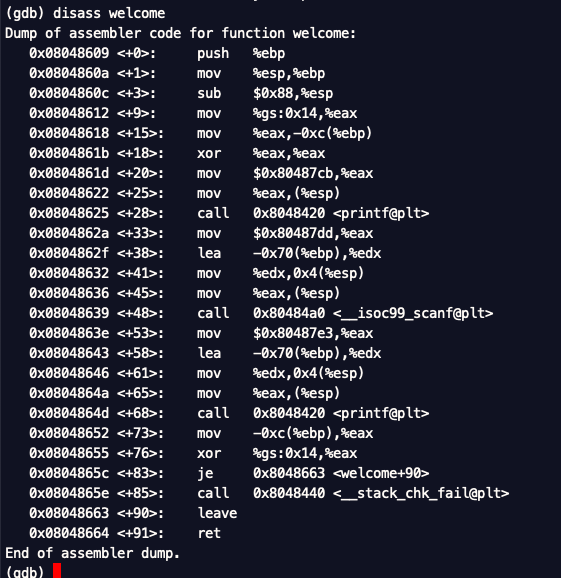 (gdb) disass welcome
Dump of assembler code for function welcome:
   0x08048609 <+0>:     push   %ebp
   0x0804860a <+1>:     mov    %esp,%ebp
   0x0804860c <+3>:     sub    $0x88,%esp
   0x08048612 <+9>:     mov    %gs:0x14,%eax
   0x08048618 <+15>:    mov    %eax,-0xc(%ebp)
   0x0804861b <+18>:    xor    %eax,%eax
   0x0804861d <+20>:    mov    $0x80487cb,%eax
   0x08048622 <+25>:    mov    %eax,(%esp)
   0x08048625 <+28>:    call   0x8048420 <printf@plt>
   0x0804862a <+33>:    mov    $0x80487dd,%eax
   0x0804862f <+38>:    lea    -0x70(%ebp),%edx
   0x08048632 <+41>:    mov    %edx,0x4(%esp)
   0x08048636 <+45>:    mov    %eax,(%esp)
   0x08048639 <+48>:    call   0x80484a0 <__isoc99_scanf@plt>
   0x0804863e <+53>:    mov    $0x80487e3,%eax
   0x08048643 <+58>:    lea    -0x70(%ebp),%edx
   0x08048646 <+61>:    mov    %edx,0x4(%esp)
   0x0804864a <+65>:    mov    %eax,(%esp)
   0x0804864d <+68>:    call   0x8048420 <printf@plt>
   0x08048652 <+73>:    mov    -0xc(%ebp),%eax
   0x08048655 <+76>:    xor    %gs:0x14,%eax
   0x0804865c <+83>:    je     0x8048663 <welcome+90>
   0x0804865e <+85>:    call   0x8048440 <__stack_chk_fail@plt>
   0x08048663 <+90>:    leave
   0x08048664 <+91>:    ret
End of assembler dump.
(gdb)